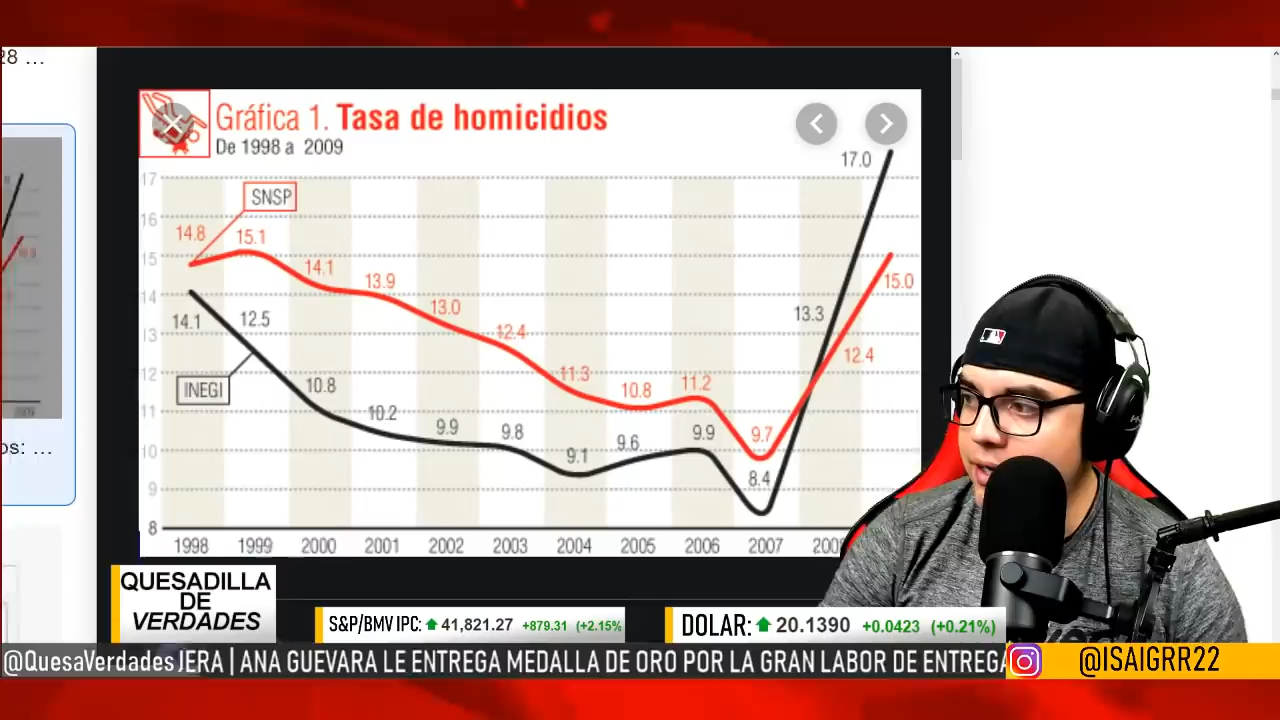 28 ...
Gráfica 1. Tasa de homicidios
De 1998 a 2009
17.0
17
SNSP
16
14.8
15.1
15
14.1
13.9
15.0
14
13.0
14.1
12.5
13.3
13
12.4
12.4
12
11.3
10.8
11.2
INEGI
10.8
11
10.2
9.9
9.8
9.1
9.6
9.9
9.7
10
8.4
9
8
1998 1999 2000 2001 2002 2003 2004 2005 2006 2007
os: ...
QUESADILLA
DE
VERDADES
S&P/BMV IPC: 41,821.27 +879.31 (+2.15%)
DOLAR: 20.1390 +0.0423 (+0.21%)
@QuesaVerdades JERA | ANA GUEVARA LE ENTREGA MEDALLA DE ORO POR LA GRAN LABOR DE ENTREGA
@ISAIGRR22